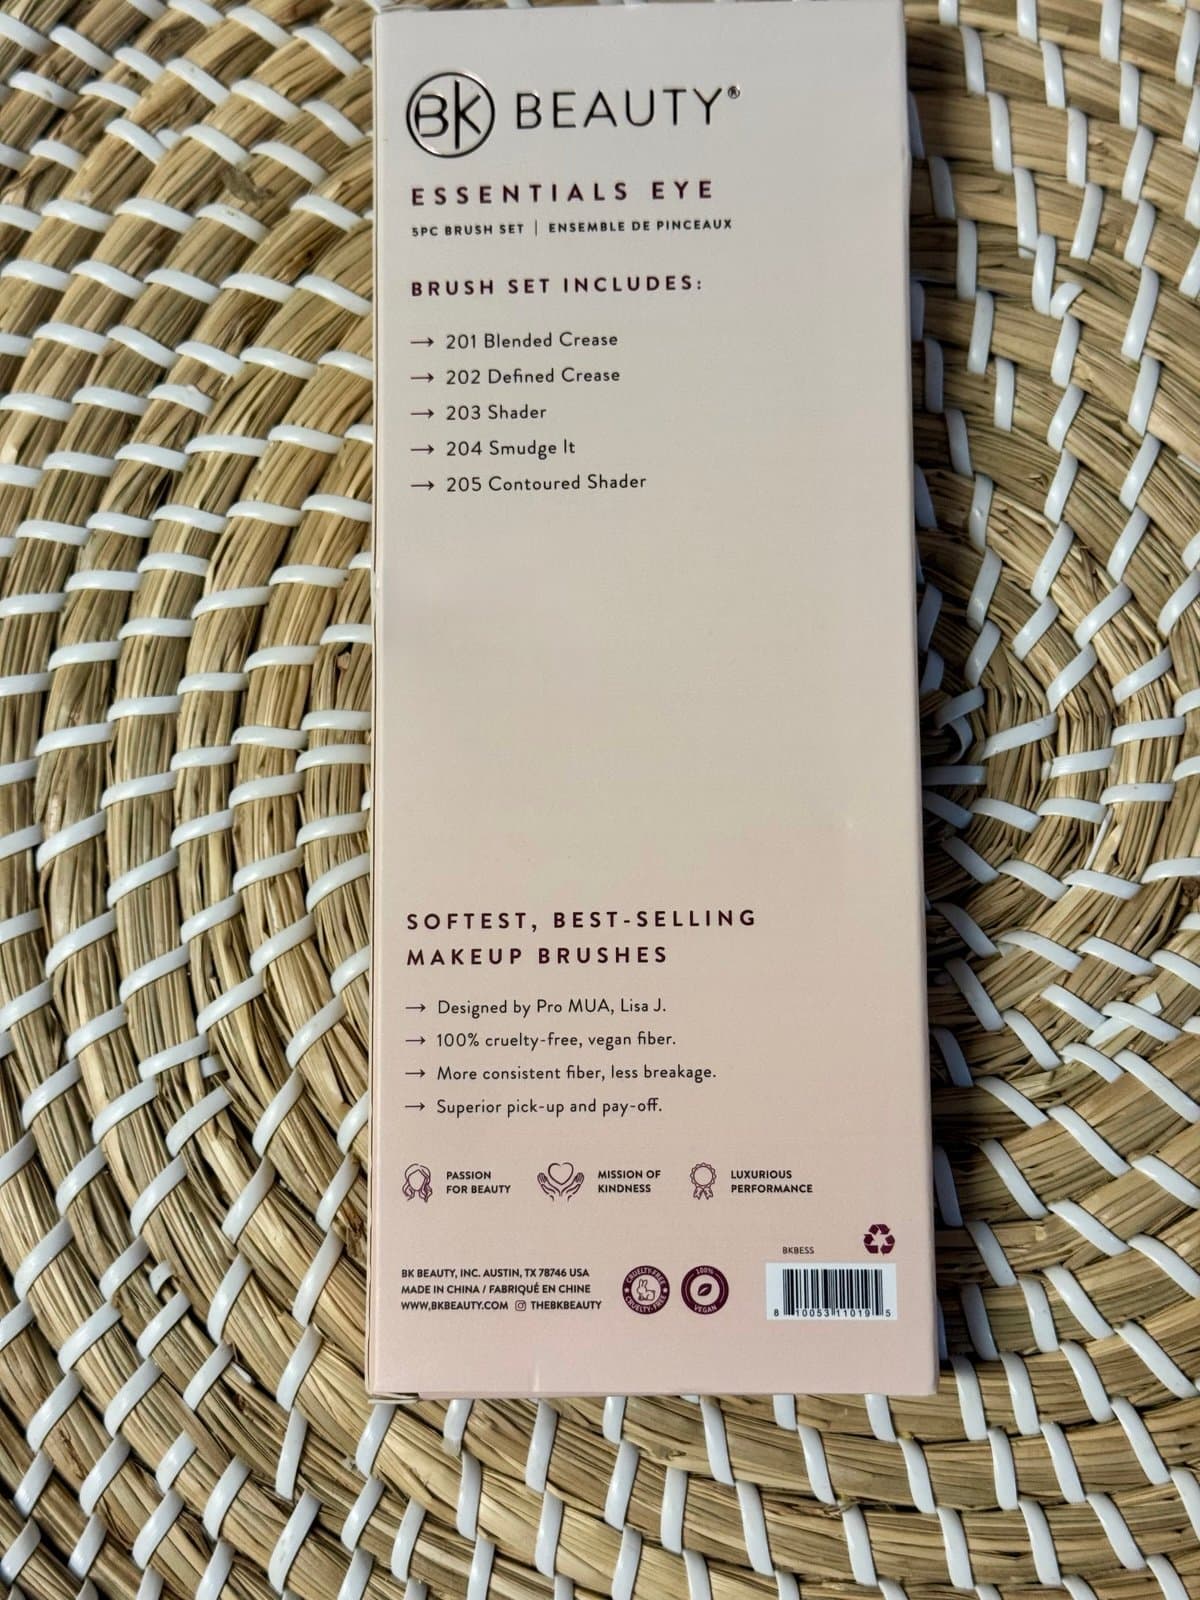 BK BEAUTY®
ESSENTIALS EYE
5PC BRUSH SET | ENSEMBLE DE PINCEAUX
BRUSH SET INCLUDES:
→ 201 Blended Crease
→ 202 Defined Crease
→ 203 Shader
→ 204 Smudge It
→ 205 Contoured Shader
SOFTEST, BEST-SELLING
MAKEUP BRUSHES
→ Designed by Pro MUA, Lisa J.
→ 100% cruelty-free, vegan fiber.
→ More consistent fiber, less breakage.
→ Superior pick-up and pay-off.
PASSION
FOR BEAUTY
MISSION OF
KINDNESS
LUXURIOUS
PERFORMANCE
BK BEAUTY, INC. AUSTIN, TX 78746 USA
MADE IN CHINA / FABRIQUÉ EN CHINE
WWW,BKBEAUTY.COM THEBKBEAUTY
CRUELTY-FREE
CRUELTY-FREE
100%
VEGAN
BKBESS
8 10053 11019 5